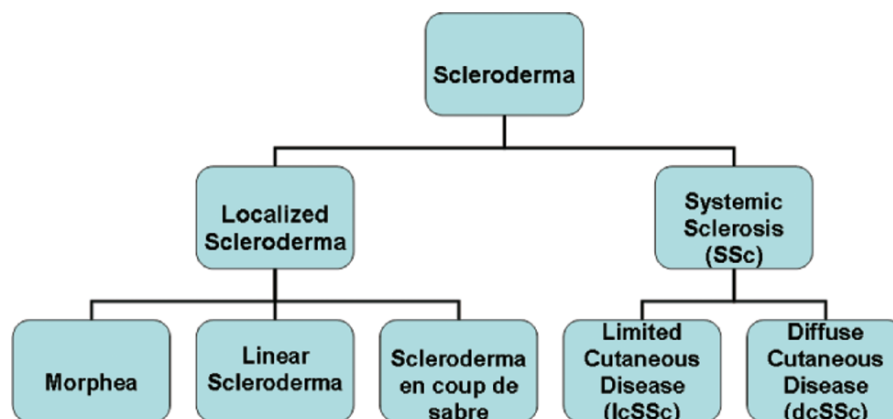 Scleroderma
Localized
Scleroderma
Systemic
Sclerosis
(SSc)
Morphea
Linear
Scleroderma
Scleroderma
en coup de
sabre
Limited
Cutaneous
Disease
(lcSSc)
Diffuse
Cutaneous
Disease
(dcSSc)